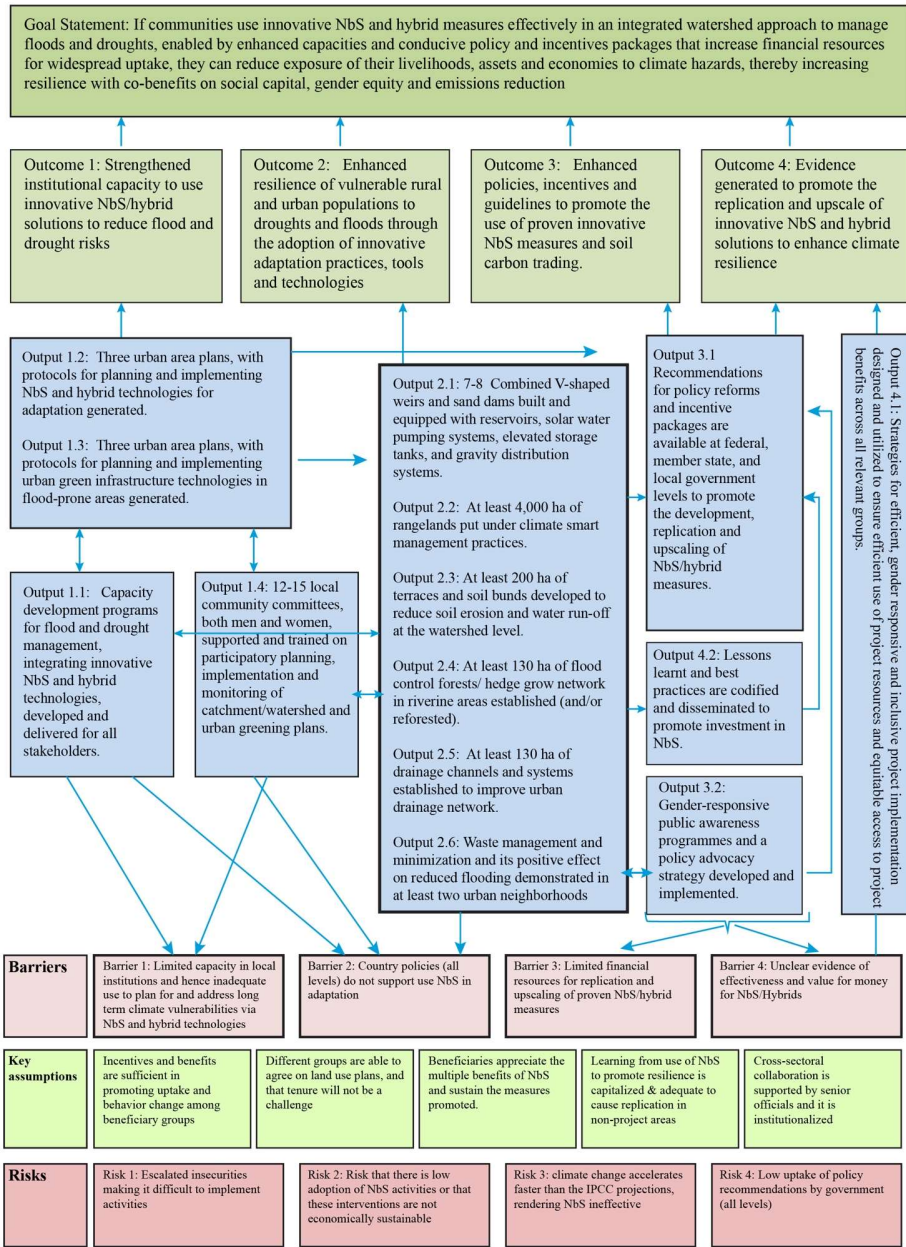 Goal Statement: If communities use innovative NbS and hybrid measures effectively in an integrated watershed approach to manage
floods and droughts, enabled by enhanced capacities and conducive policy and incentives packages that increase financial resources
for widespread uptake, they can reduce exposure of their livelihoods, assets and economies to climate hazards, thereby increasing
resilience with co-benefits on social capital, gender equity and emissions reduction
Outcome 1: Strengthened
institutional capacity to use
innovative NbS/hybrid
solutions to reduce flood and
drought risks
Outcome 2: Enhanced
resilience of vulnerable rural
and urban populations to
droughts and floods through
the adoption of innovative
adaptation practices, tools
and technologies
Outcome 3: Enhanced
policies, incentives and
guidelines to promote the
use of proven innovative
NbS measures and soil
carbon trading.
Outcome 4: Evidence
generated to promote the
replication and upscale of
innovative NbS and hybrid
solutions to enhance climate
resilience
Output 1.2: Three urban area plans, with
protocols for planning and implementing
NbS and hybrid technologies for
adaptation generated.
Output 1.3: Three urban area plans, with
protocols for planning and implementing
urban green infrastructure technologies in
flood-prone areas generated.
Output 1.1: Capacity
development programs
for flood and drought
management,
integrating innovative
NbS and hybrid
technologies,
developed and
delivered for all
stakeholders.
Output 1.4: 12-15 local
community committees,
both men and women,
supported and trained on
participatory planning,
implementation and
monitoring of
catchment/watershed and
urban greening plans.
Output 2.1: 7-8 Combined V-shaped
weirs and sand dams built and
equipped with reservoirs, solar water
pumping systems, elevated storage
tanks, and gravity distribution
systems.
Output 2.2: At least 4,000 ha of
rangelands put under climate smart
management practices.
Output 2.3: At least 200 ha of
terraces and soil bunds developed to
reduce soil erosion and water run-off
at the watershed level.
Output 2.4: At least 130 ha of flood
control forests/ hedge grow network
in riverine areas established (and/or
reforested).
Output 2.5: At least 130 ha of
drainage channels and systems
established to improve urban
drainage network.
Output 2.6: Waste management and
minimization and its positive effect
on reduced flooding demonstrated in
at least two urban neighborhoods
Output 3.1
Recommendations
for policy reforms
and incentive
packages are
available at federal,
member state, and
local government
levels to promote
the development,
replication and
upscaling of
NbS/hybrid
measures.
Output 4.2: Lessons
learnt and best
practices are codified
and disseminated to
promote investment in
NbS.
Output 3.2:
Gender-responsive
public awareness
programmes and a
policy advocacy
strategy developed and
implemented.
Output 4.1: Strategies for efficient, gender responsive and inclusive project implementation
designed and utilized to ensure efficient use of project resources and equitable access to project
benefits across all relevant groups.
Barriers
Barrier 1: Limited capacity in
local institutions and hence inadequate
use to plan for and address long
term climate vulnerabilities via
NbS and hybrid technologies
Barrier 2: Country policies (all
levels) do not support use NbS in
adaptation
Barrier 3: Limited financial
resources for replication and
upscaling of proven NbS/hybrid
measures
Barrier 4: Unclear evidence of
effectiveness and value for money
for NbS/Hybrids
Key
assumptions
Incentives and benefits
are sufficient in
promoting uptake and
behavior change among
beneficiary groups
Different groups are able to
agree on land use plans, and
that tenure will not be a
challenge
Beneficiaries appreciate the
multiple benefits of NbS
and sustain the measures
promoted.
Learning from use of NbS
to promote resilience is
capitalized & adequate to
cause replication in
non-project areas
Cross-sectoral
collaboration is
supported by senior
officials and it is
institutionalized
Risks
Risk 1: Escalated insecurities
making it difficult to implement
activities
Risk 2: Risk that there is low
adoption of NbS activities or that
these interventions are not
economically sustainable
Risk 3: climate change accelerates
faster than the IPCC projections,
rendering NbS ineffective
Risk 4: Low uptake of policy
recommendations by government
(all levels)